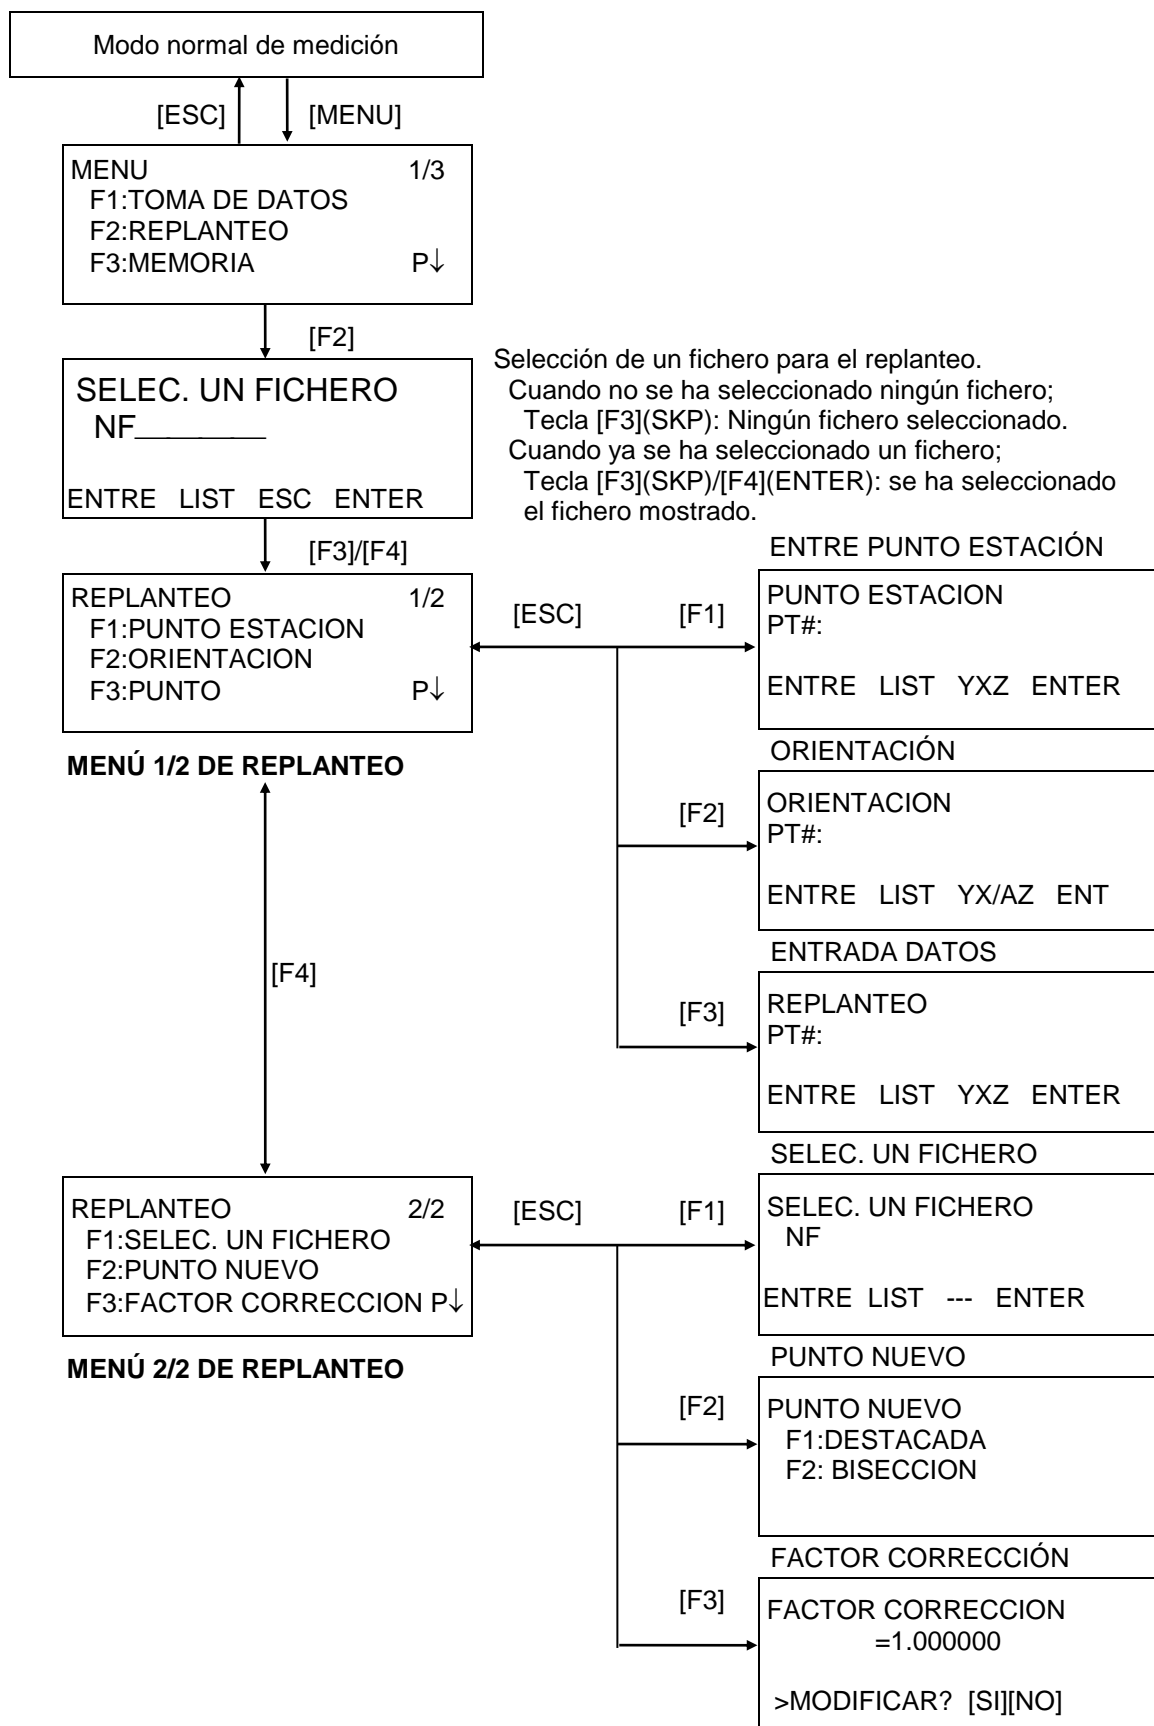 Modo normal de medición
[ESC] [MENU]
MENU 1/3
F1:TOMA DE DATOS
F2:REPLANTEO
F3:MEMORIA P↓
[F2]
SELEC. UN FICHERO
NF________
ENTRE LIST ESC ENTER
Selección de un fichero para el replanteo.
Cuando no se ha seleccionado ningún fichero;
Tecla [F3](SKP): Ningún fichero seleccionado.
Cuando ya se ha seleccionado un fichero;
Tecla [F3](SKP)/[F4](ENTER): se ha seleccionado
el fichero mostrado.
[F3]/[F4]
REPLANTEO 1/2
F1:PUNTO ESTACION
F2:ORIENTACION
F3:PUNTO P↓
MENÚ 1/2 DE REPLANTEO
[ESC] [F1]
ENTRE PUNTO ESTACIÓN
PUNTO ESTACION
PT#:
ENTRE LIST YXZ ENTER
[F2]
ORIENTACIÓN
ORIENTACION
PT#:
ENTRE LIST YX/AZ ENT
[F3]
ENTRADA DATOS
REPLANTEO
PT#:
ENTRE LIST YXZ ENTER
[F4]
REPLANTEO 2/2
F1:SELEC. UN FICHERO
F2:PUNTO NUEVO
F3:FACTOR CORRECCION P↓
MENÚ 2/2 DE REPLANTEO
[ESC] [F1]
SELEC. UN FICHERO
SELEC. UN FICHERO
NF
ENTRE LIST --- ENTER
[F2]
PUNTO NUEVO
PUNTO NUEVO
F1:DESTACADA
F2: BISECCION
[F3]
FACTOR CORRECCIÓN
FACTOR CORRECCION
=1.000000
>MODIFICAR? [SI][NO]